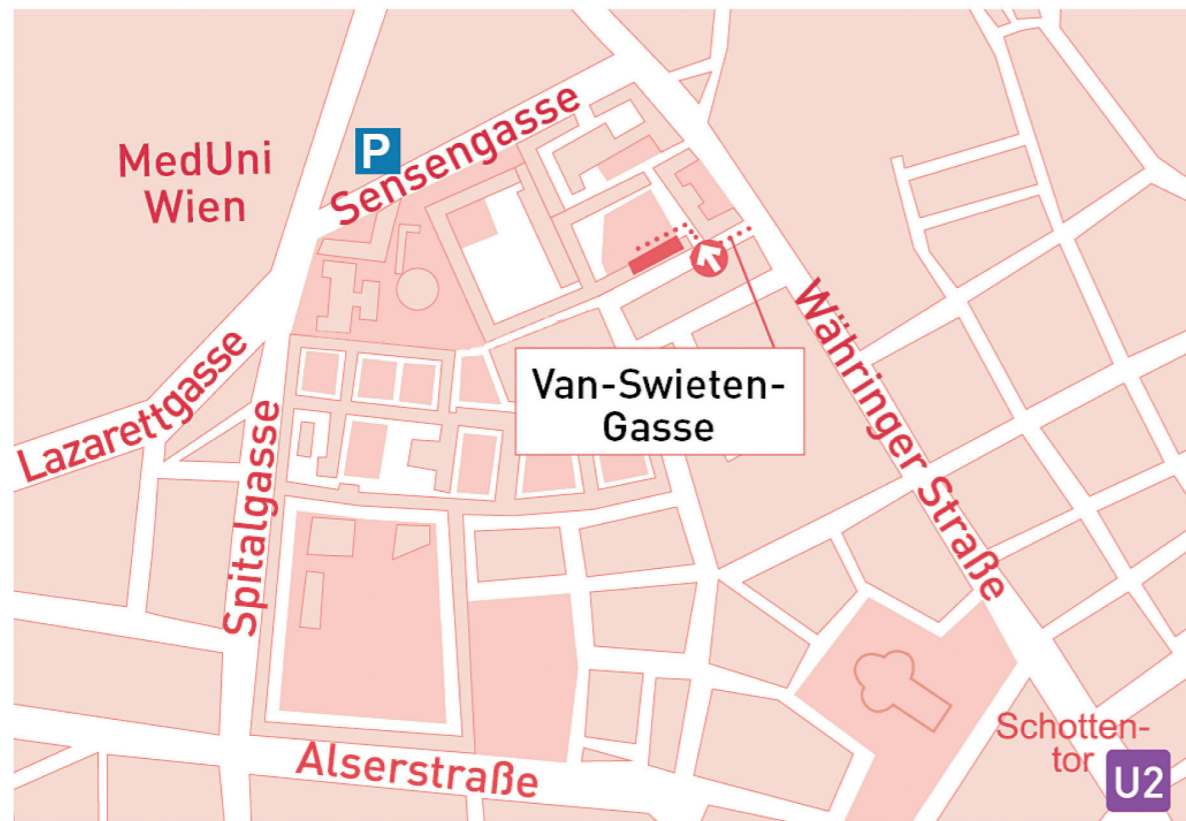 MedUni
Wien
P
Sensengasse
Lazarettgasse
Spitalgasse
Van-Swieten-
Gasse
Währinger Straße
Alserstraße
Schotten-
tor
U2